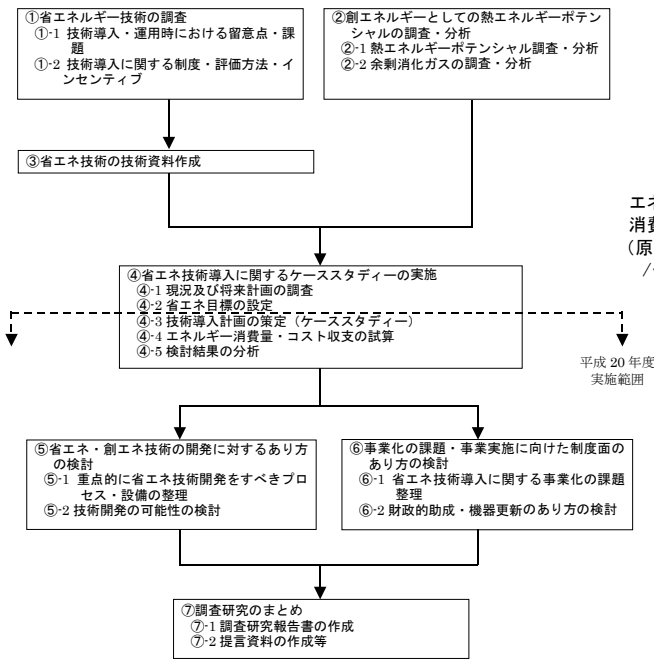 ①省エネルギー技術の調査
①-1 技術導入・運用時における留意点・課
題
①-2 技術導入に関する制度・評価方法・イ
ンセンティブ
②創エネルギーとしての熱エネルギーポテン
シャルの調査・分析
②-1 熱エネルギーポテンシャル調査・分析
②-2 余剰消化ガスの調査・分析
③省エネ技術の技術資料作成
エネ
消費
（原
④省エネ技術導入に関するケーススタディーの実施
④-1 現況及び将来計画の調査
④-2 省エネ目標の設定
④-3 技術導入計画の策定（ケーススタディー）
④-4 エネルギー消費量・コスト収支の試算
④-5 検討結果の分析
平成 20 年度
実施範囲
⑤省エネ・創エネ技術の開発に対するあり方
の検討
⑤-1 重点的に省エネ技術開発をすべきプロ
セス・設備の整理
⑤-2 技術開発の可能性の検討
⑥事業化の課題・事業実施に向けた制度面の
あり方の検討
⑥-1 省エネ技術導入に関する事業化の課題
整理
⑥-2 財政的助成・機器更新のあり方の検討
⑦調査研究のまとめ
⑦-1 調査研究報告書の作成
⑦-2 提言資料の作成等